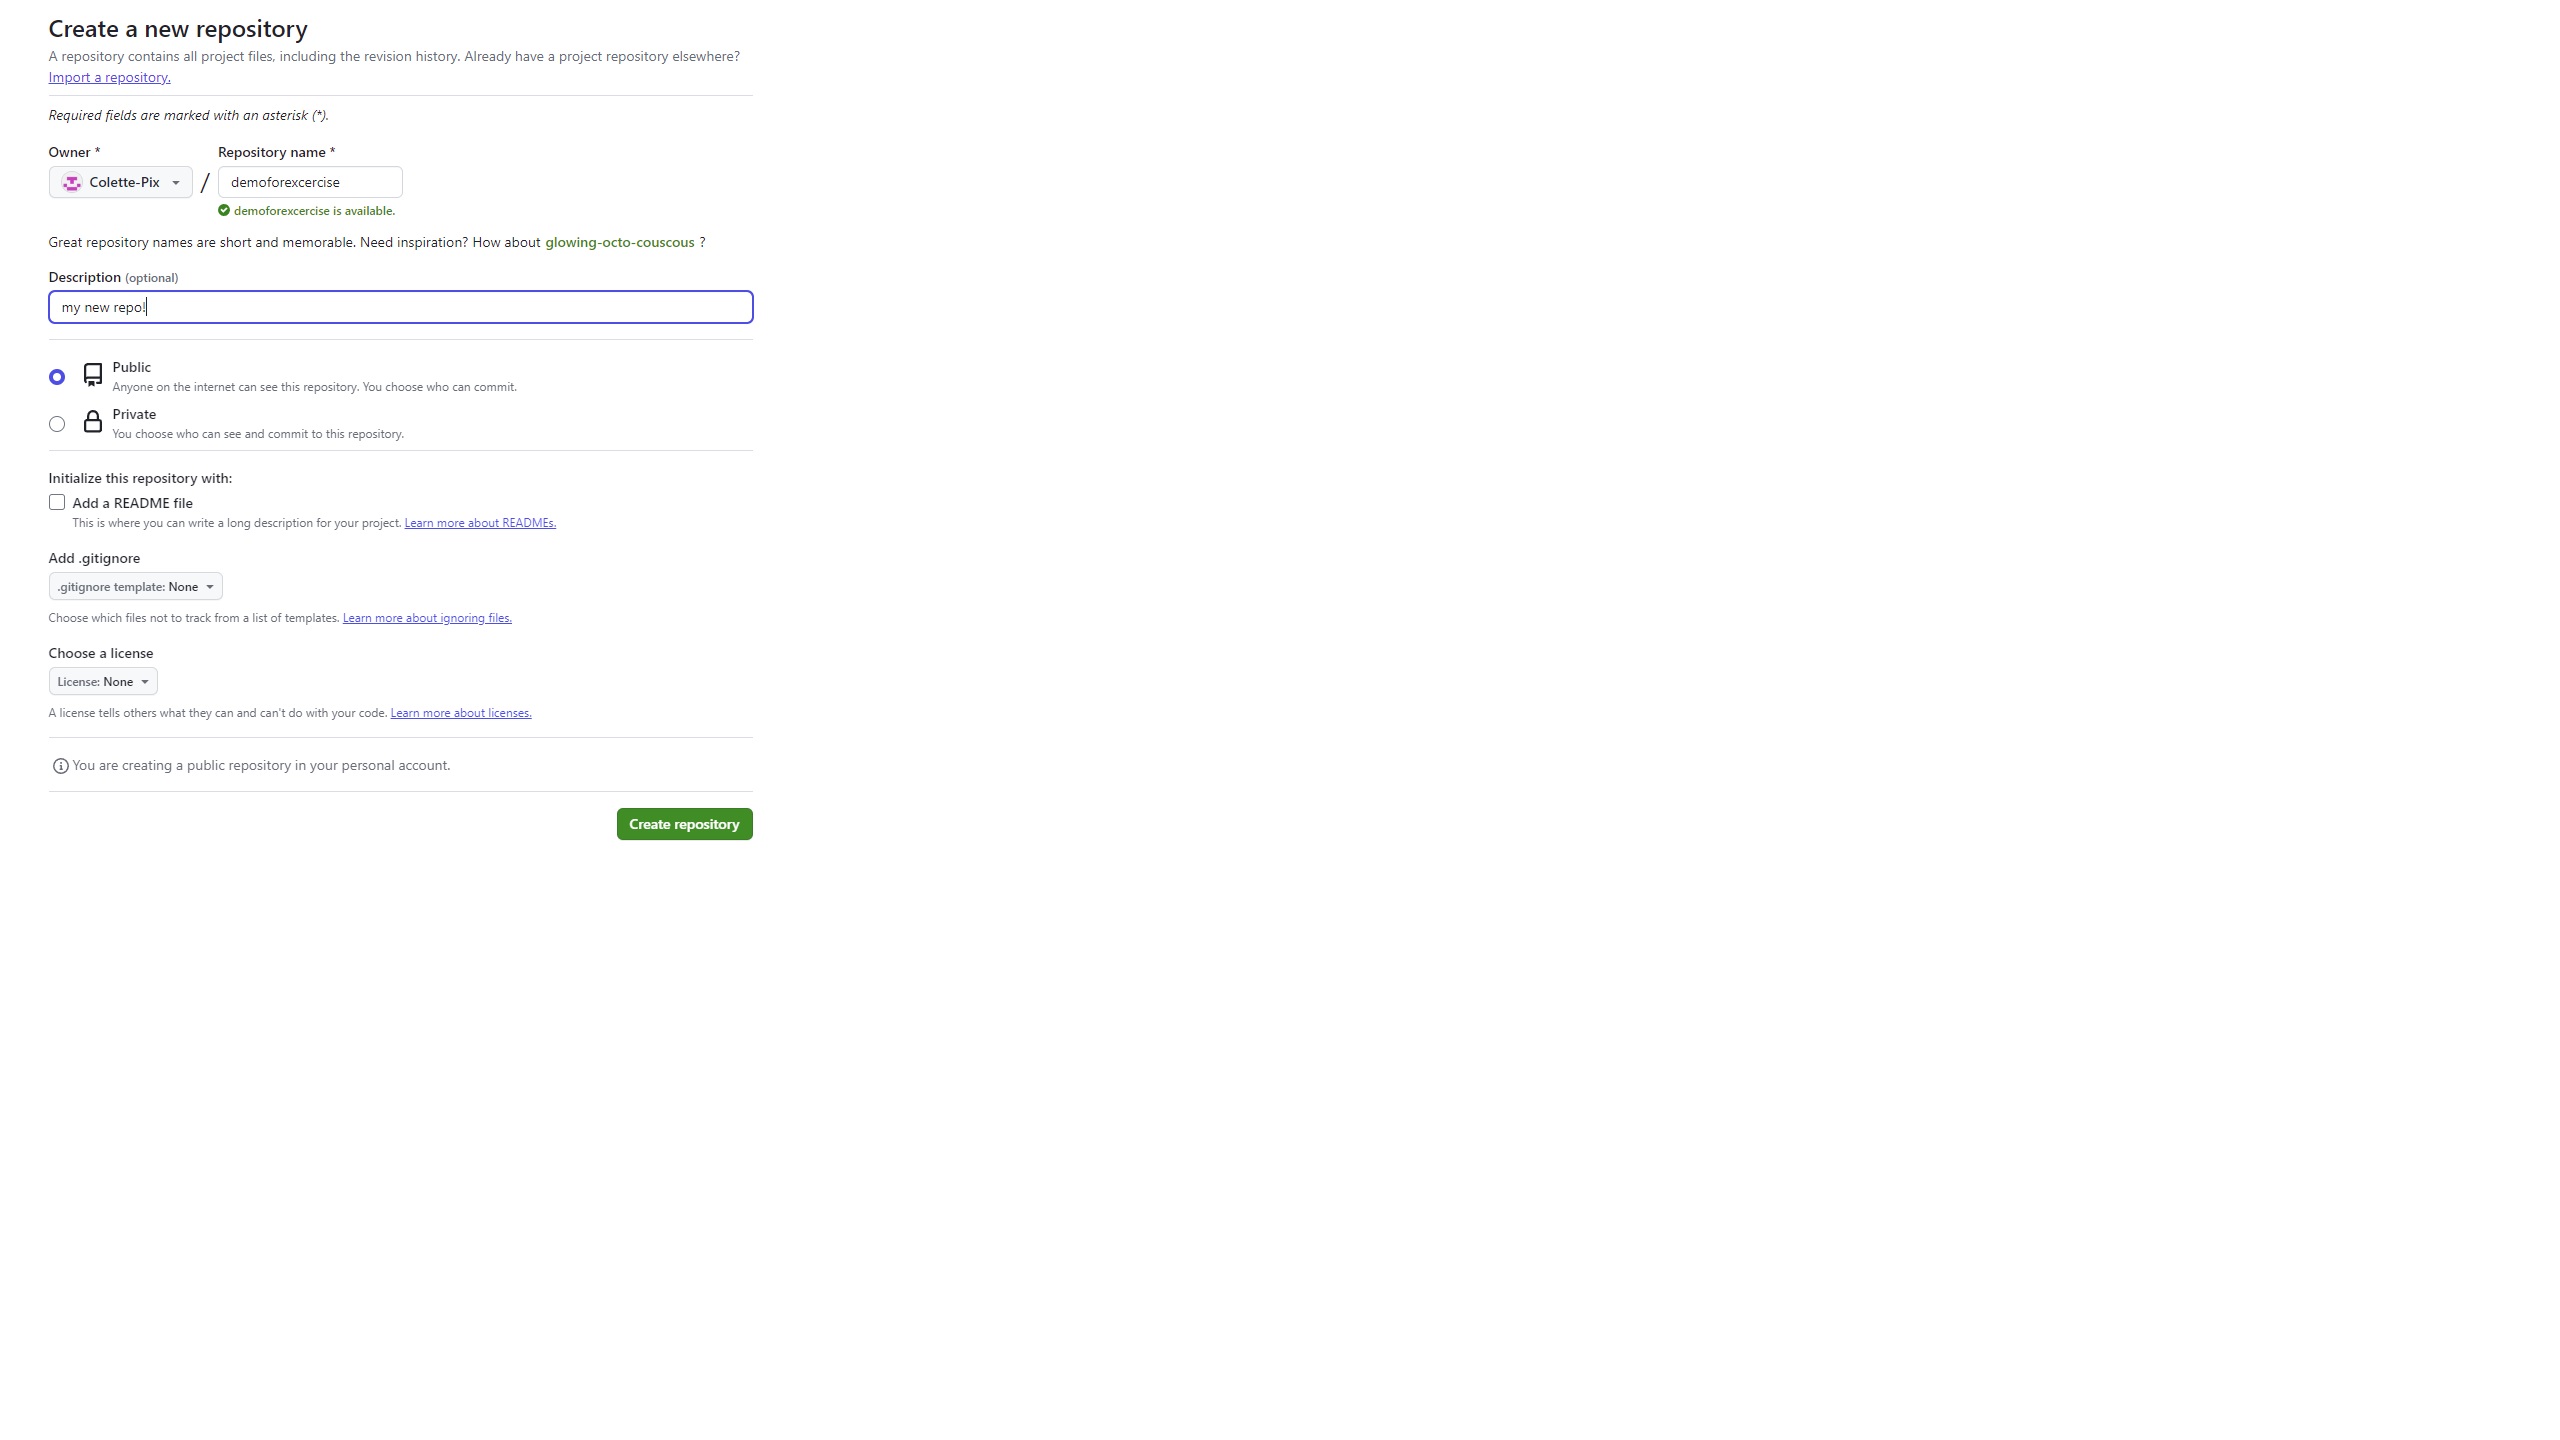 Create a new repository
A repository contains all project files, including the revision history. Already have a project repository elsewhere?
Import a repository.
Required fields are marked with an asterisk (*).
Owner *
Repository name *
Colette-Pix
/
demoforexcercise
demoforexcercise is available.
Great repository names are short and memorable. Need inspiration? How about glowing-octo-couscous ?
Description (optional)
my new repo!
Public
Anyone on the internet can see this repository. You choose who can commit.
Private
You choose who can see and commit to this repository.
Initialize this repository with:
Add a README file
This is where you can write a long description for your project. Learn more about READMEs.
Add .gitignore
.gitignore template: None
Choose which files not to track from a list of templates. Learn more about ignoring files.
Choose a license
License: None
A license tells others what they can and can't do with your code. Learn more about licenses.
You are creating a public repository in your personal account.
Create repository